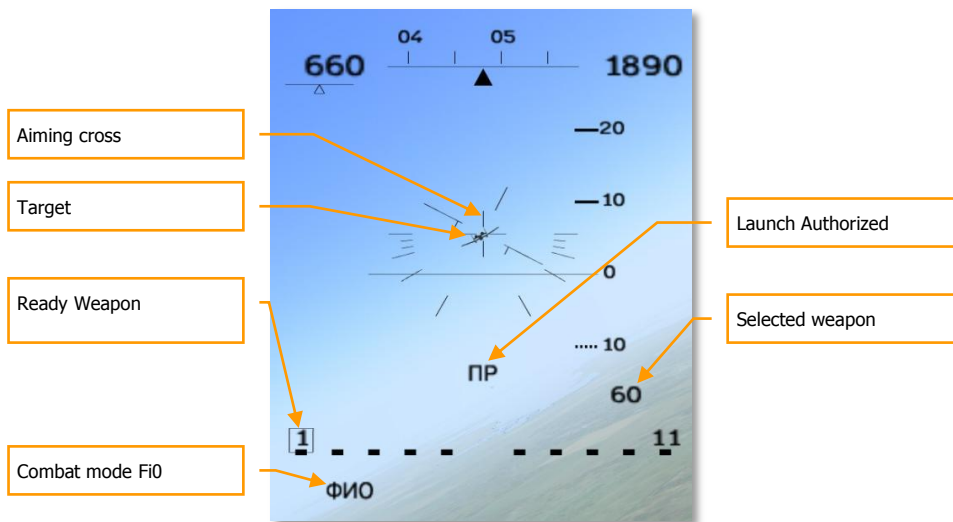 04 05
660 1890
Aiming cross
20
Target
10
Launch Authorized
0
Ready Weapon
Selected weapon
10
ПР
60
1 11
Combat mode Fi0
ФИО